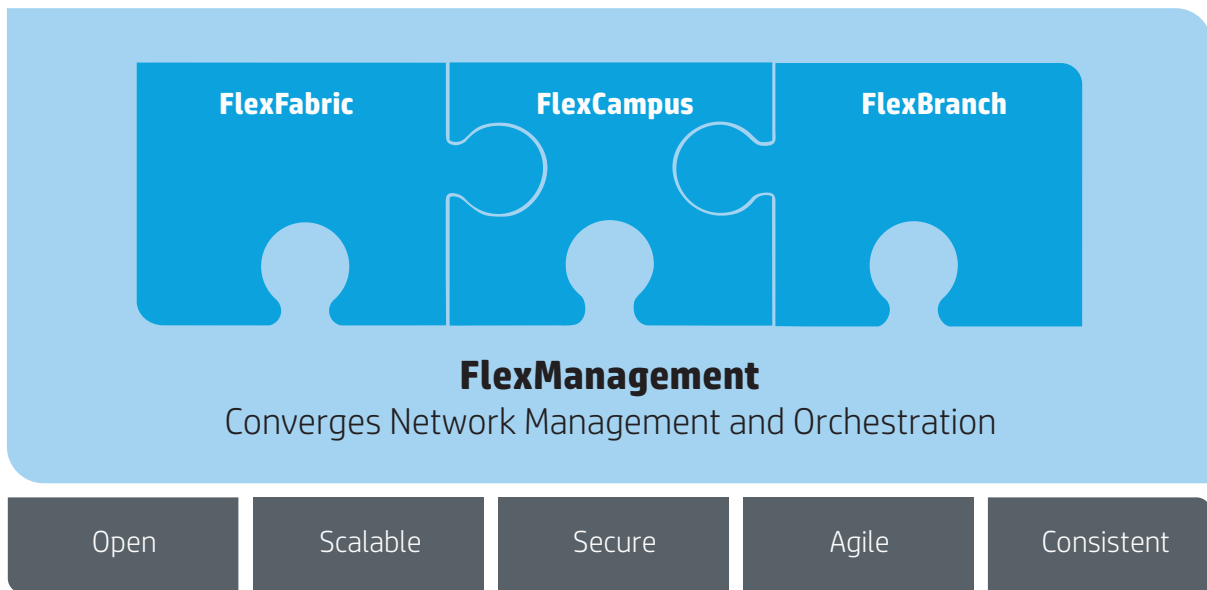 FlexFabric FlexCampus FlexBranch
FlexManagement
Converges Network Management and Orchestration
Open Scalable Secure Agile Consistent